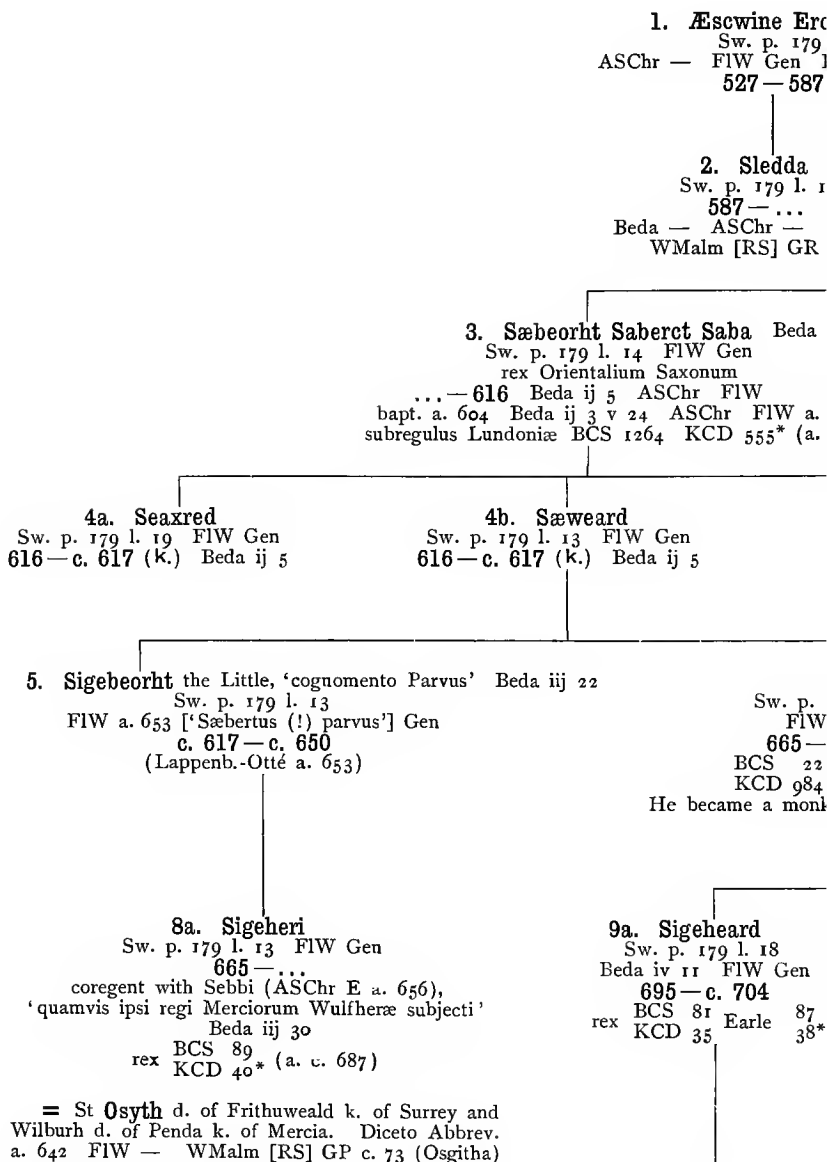 1. Æscwine Erc
Sw. p. 179
ASChr — FlW Gen
527—587
2. Sledda
Sw. p. 179 l. 1
587—...
Beda — ASChr —
WMalm [RS] GR
3. Sæbeorht Saberct Saba Beda
Sw. p. 179 l. 14 FlW Gen
rex Orientalium Saxonum
...—616 Beda ij 5 ASChr FlW
bapt. a. 604 Beda ij 3 v 24 ASChr FlW a.
subregulus Lundoniæ BCS 1264 KCD 555* (a.
4a. Seaxred
Sw. p. 179 l. 19 FlW Gen
616—c. 617 (k.) Beda ij 5
4b. Sæweard
Sw. p. 179 l. 13 FlW Gen
616—c. 617 (k.) Beda ij 5
5. Sigebeorht the Little, ‘cognomento Parvus’ Beda iij 22
Sw. p. 179 l. 13
FlW a. 653 [‘Sæbertus (!) parvus’] Gen
c. 617—c. 650
(Lappenb.-Otté a. 653)
Sw. p.
FlW
665—
BCS 22
KCD 984
He became a monk
8a. Sigeheri
Sw. p. 179 l. 13 FlW Gen
665—...
coregent with Sebbi (ASChr E a. 656),
‘quamvis ipsi regi Merciorum Wulfheræ subjecti’
Beda iij 30
rex BCS 89
KCD 40* (a. c. 687)
= St Osyth d. of Frithuweald k. of Surrey and
Wilburh d. of Penda k. of Mercia. Diceto Abbrev.
a. 642 FlW — WMalm [RS] GP c. 73 (Osgitha)
9a. Sigeheard
Sw. p. 179 l. 18
Beda iv 11 FlW Gen
695—c. 704
rex BCS 81 Earle 87
KCD 35 38*